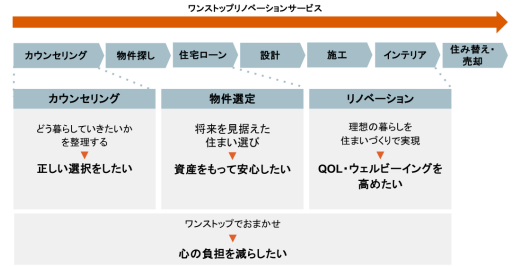 ワンストップリノベーションサービス
カウンセリング
物件探し
住宅ローン
設計
施工
インテリア
住み替え・
売却
カウンセリング
どう暮らしていきたいか
を整理する
正しい選択をしたい
物件選定
将来を見据えた
住まい選び
資産をもって安心したい
リノベーション
理想の暮らしを
住まいづくりで実現
QOL・ウェルビーイングを
高めたい
ワンストップでおまかせ
心の負担を減らしたい